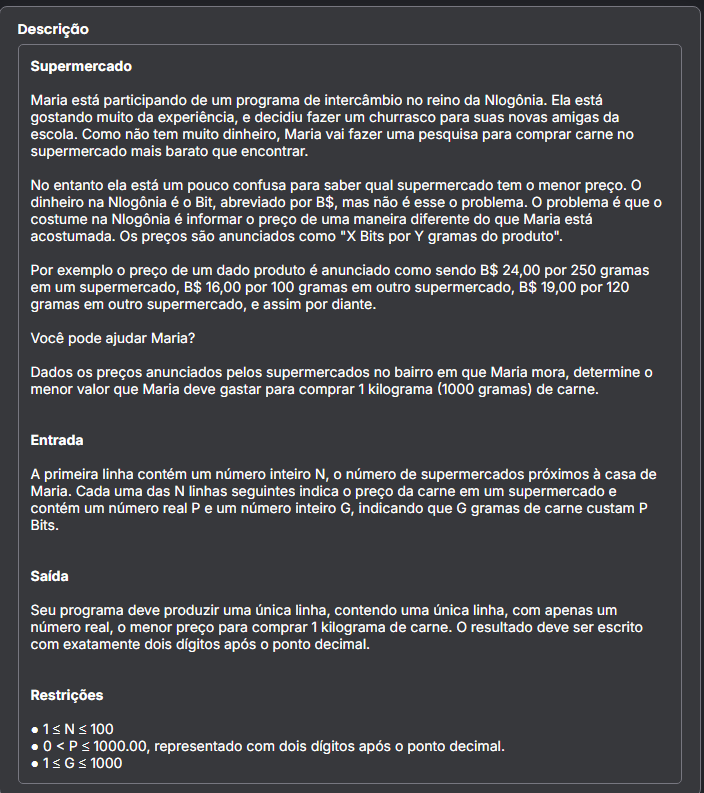 Descrição
Supermercado
Maria está participando de um programa de intercâmbio no reino da Nlogônia. Ela está
gostando muito da experiência, e decidiu fazer um churrasco para suas novas amigas da
escola. Como não tem muito dinheiro, Maria vai fazer uma pesquisa para comprar carne no
supermercado mais barato que encontrar.
No entanto ela está um pouco confusa para saber qual supermercado tem o menor preço. O
dinheiro na Nlogônia é o Bit, abreviado por B$, mas não é esse o problema. O problema é que o
costume na Nlogônia é informar o preço de uma maneira diferente do que Maria está
acostumada. Os preços são anunciados como "X Bits por Y gramas do produto".
Por exemplo o preço de um dado produto é anunciado como sendo B$ 24,00 por 250 gramas
em um supermercado, B$ 16,00 por 100 gramas em outro supermercado, B$ 19,00 por 120
gramas em outro supermercado, e assim por diante.
Você pode ajudar Maria?
Dados os preços anunciados pelos supermercados no bairro em que Maria mora, determine o
menor valor que Maria deve gastar para comprar 1 kilograma (1000 gramas) de carne.
Entrada
A primeira linha contém um número inteiro N, o número de supermercados próximos à casa de
Maria. Cada uma das N linhas seguintes indica o preço da carne em um supermercado e
contém um número real P e um número inteiro G, indicando que G gramas de carne custam P
Bits.
Saída
Seu programa deve produzir uma única linha, contendo uma única linha, com apenas um
número real, o menor preço para comprar 1 kilograma de carne. O resultado deve ser escrito
com exatamente dois dígitos após o ponto decimal.
Restrições
● 1 ≤ N ≤ 100
● 0 < P ≤ 1000.00, representado com dois dígitos após o ponto decimal.
● 1 ≤ G ≤ 1000